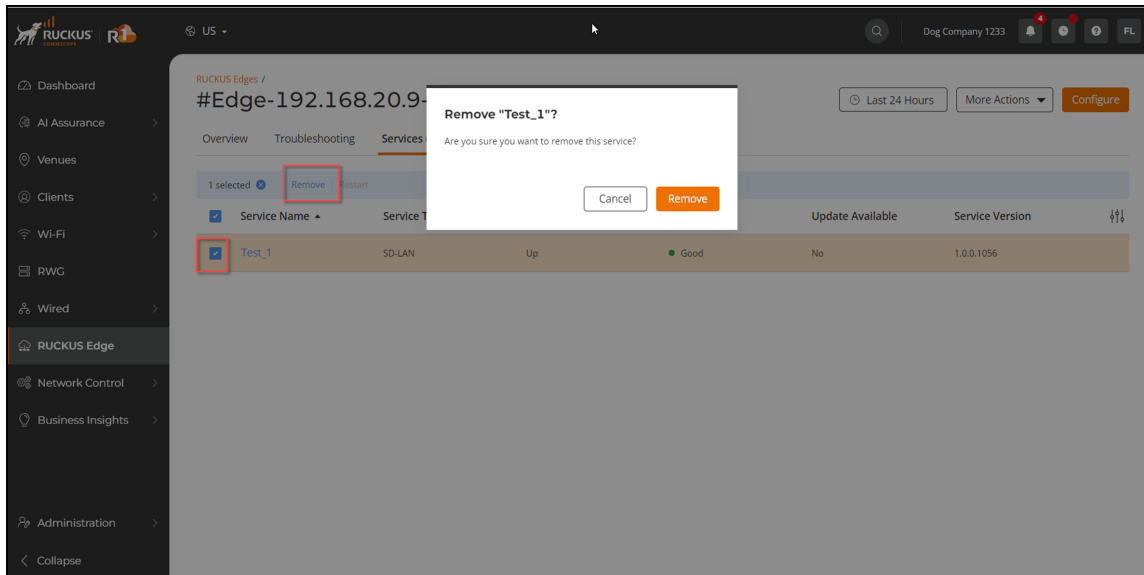 RUCKUS
COMMSCOPE
R1
US
Dog Company 1233
4
?
FL
Dashboard
AI Assurance
Venues
Clients
Wi-Fi
RWG
Wired
RUCKUS Edge
Network Control
Business Insights
Administration
Collapse
RUCKUS Edges /
#Edge-192.168.20.9-
Last 24 Hours
More Actions
Configure
Overview Troubleshooting Services
1 selected Remove Restart
Service Name Service T Update Available Service Version
Test_1 SD-LAN Up Good No 1.0.0.1056
Remove "Test_1"?
Are you sure you want to remove this service?
Cancel Remove